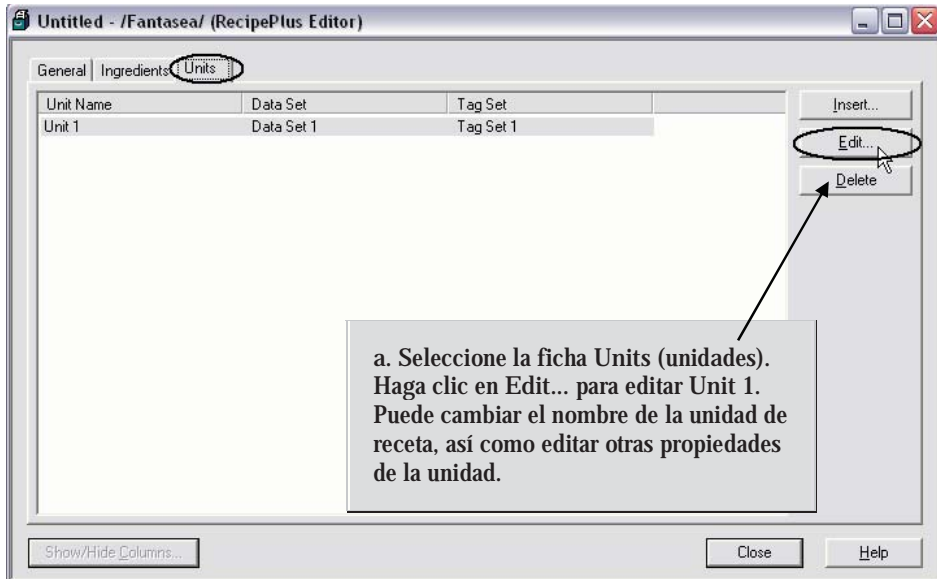 Untitled - /Fantasea/ (RecipePlus Editor)
General Ingredients Units
Unit Name Data Set Tag Set
Unit 1 Data Set 1 Tag Set 1
Insert...
Edit...
Delete
a. Seleccione la ficha Units (unidades).
Haga clic en Edit... para editar Unit 1.
Puede cambiar el nombre de la unidad de
receta, así como editar otras propiedades
de la unidad.
Show/Hide Columns...
Close
Help